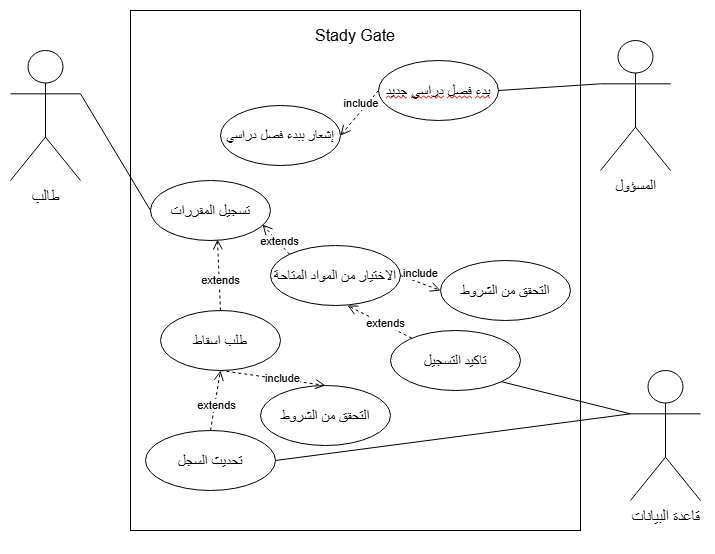 Stady Gate
بدء فصل دراسي جديد
include
إشعار ببدء فصل دراسي
المسؤول
طالب
تسجيل المقررات
extends
الاختيار من المواد المتاحة
include
التحقق من الشروط
extends
طلب اسقاط
extends
تاكيد التسجيل
include
التحقق من الشروط
extends
تحديث السجل
قاعدة البيانات